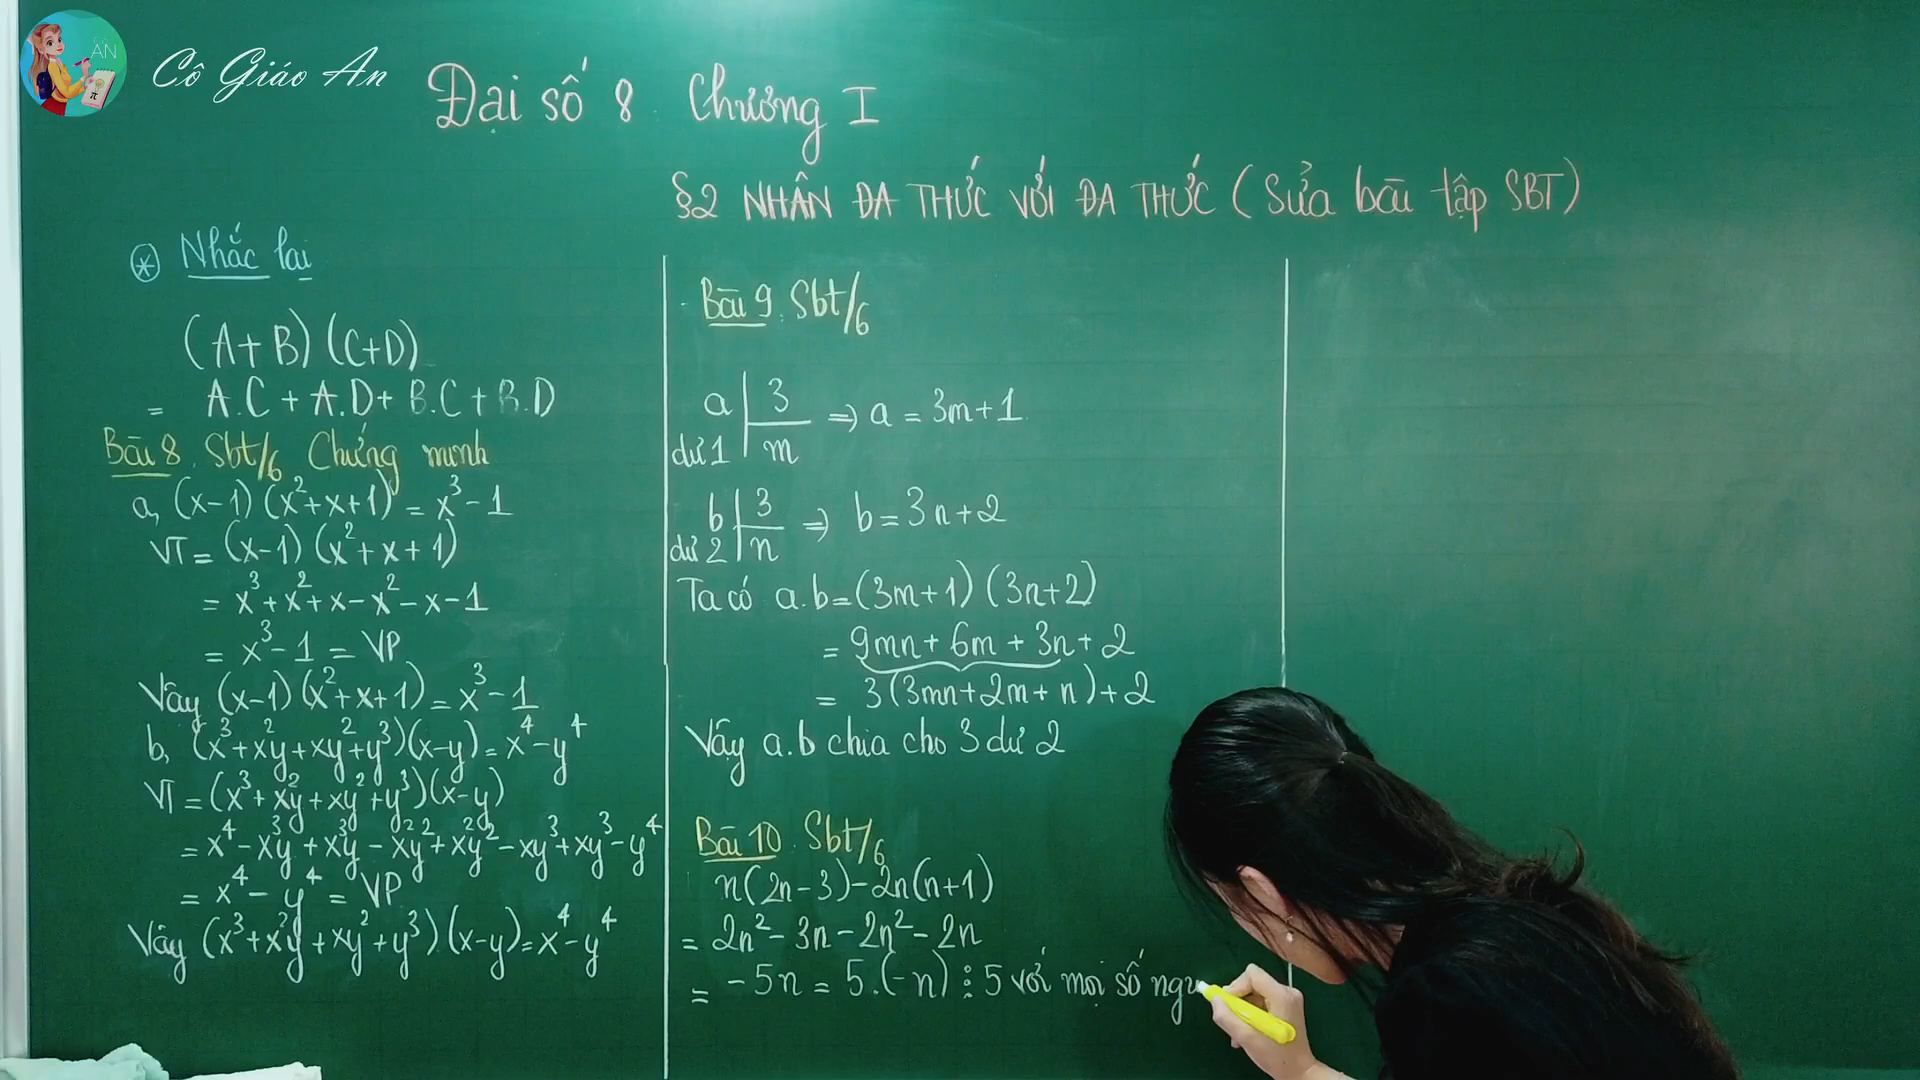 AN
Cô Giáo An
Đại số 8 Chương I
§2 NHÂN ĐA THỨC VỚI ĐA THỨC (Sửa bài tập SBT)
⊛ Nhắc lại
(A+B)(C+D)
= A.C + A.D + B.C + B.D
Bài 8. Sbt/6 Chứng minh
a, (x-1)(x²+x+1) = x³-1
VT = (x-1)(x²+x+1)
= x³+x²+x-x²-x-1
= x³-1 = VP
Vậy (x-1)(x²+x+1) = x³-1
b, (x³+x²y+xy²+y³)(x-y) = x⁴-y⁴
VT = (x³+x²y+xy²+y³)(x-y)
= x⁴-x³y+x³y-x²y²+x²y²-xy³+xy³-y⁴
= x⁴-y⁴ = VP
Vậy (x³+x²y+xy²+y³)(x-y) = x⁴-y⁴
Bài 9. Sbt/6
a | 3 ⇒ a = 3m+1
dư 1 | m
b | 3 ⇒ b = 3n+2
dư 2 | n
Ta có a.b = (3m+1)(3n+2)
= 9mn + 6m + 3n + 2
= 3(3mn+2m+n)+2
Vậy a.b chia cho 3 dư 2
Bài 10. Sbt/6
n(2n-3)-2n(n+1)
= 2n²-3n-2n²-2n
= -5n = 5.(-n) ⋮ 5 với mọi số ngu